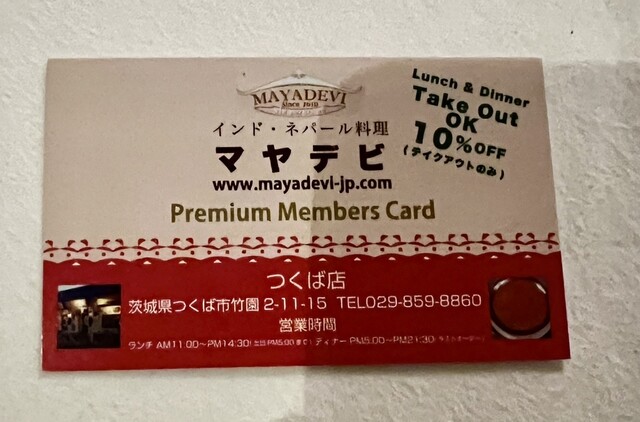 MAYADEVI
Since 2010
インド・ネパール料理
マヤデビ
www.mayadevi-jp.com
Premium Members Card
Lunch & Dinner
Take Out
OK
10%OFF
(テイクアウトのみ)
つくば店
茨城県つくば市竹園2-11-15 TEL029-859-8860
営業時間
ランチ AM11:00~PM14:30 ディナー PM5:00~PM21:30